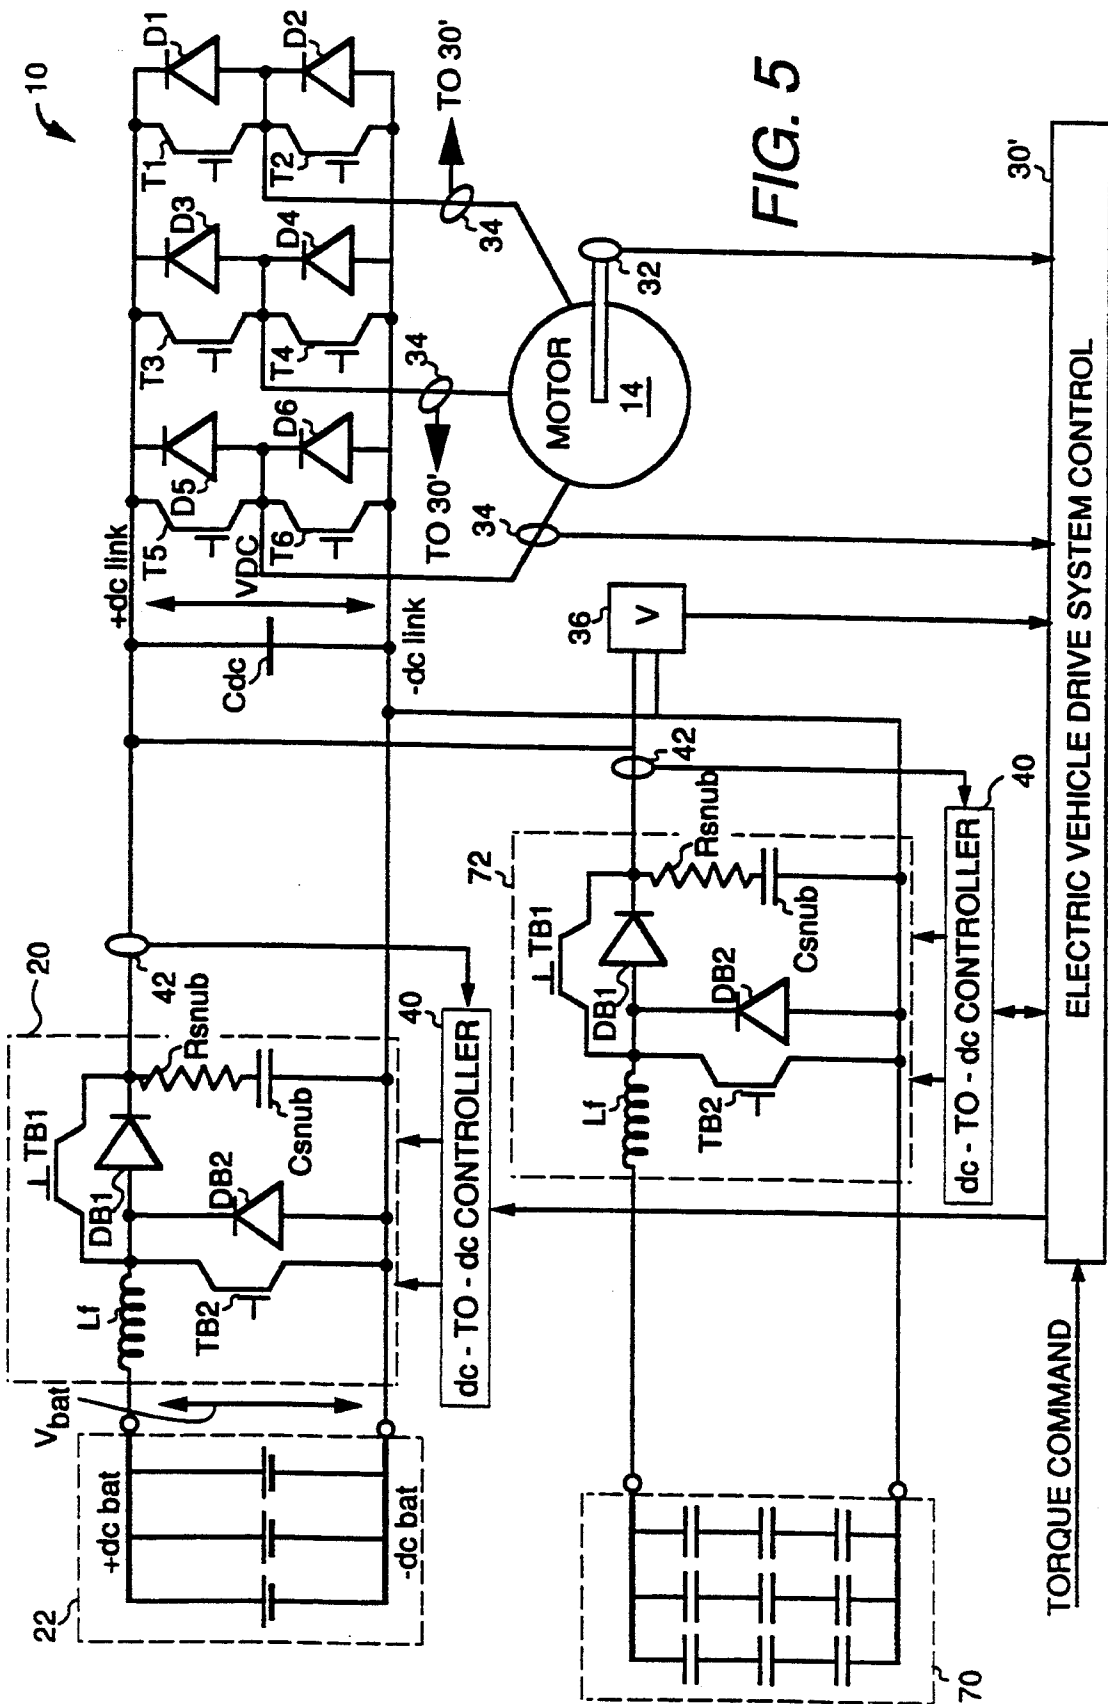 10
+dc link
T5
D5
T3
D3
T1
D1
VDC
Cdc
T6
D6
T4
D4
T2
D2
-dc link
34
TO 30'
34
TO 30'
34
MOTOR
14
32
FIG. 5
20
TB1
Lf
DB1
Rsnub
42
DB2
TB2
Csnub
Vbat
22
+dc bat
-dc bat
dc - TO - dc CONTROLLER
40
72
TB1
Lf
DB1
Rsnub
42
36
V
DB2
TB2
Csnub
70
dc - TO - dc CONTROLLER
40
TORQUE COMMAND
ELECTRIC VEHICLE DRIVE SYSTEM CONTROL
30'